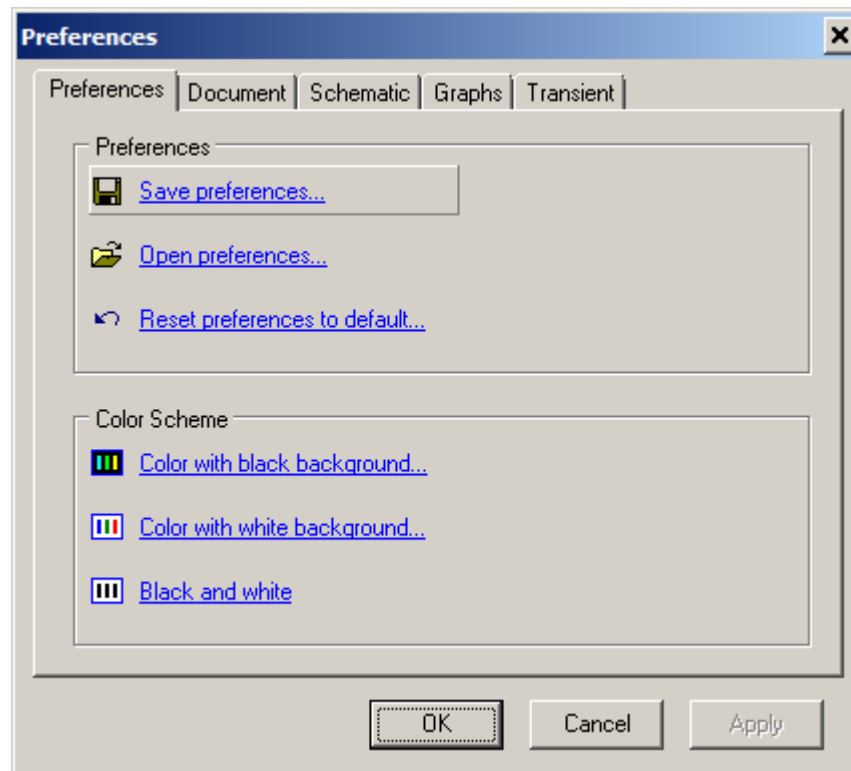 Preferences
Preferences Document Schematic Graphs Transient
Preferences
Save preferences...
Open preferences...
Reset preferences to default...
Color Scheme
Color with black background...
Color with white background...
Black and white
OK Cancel Apply